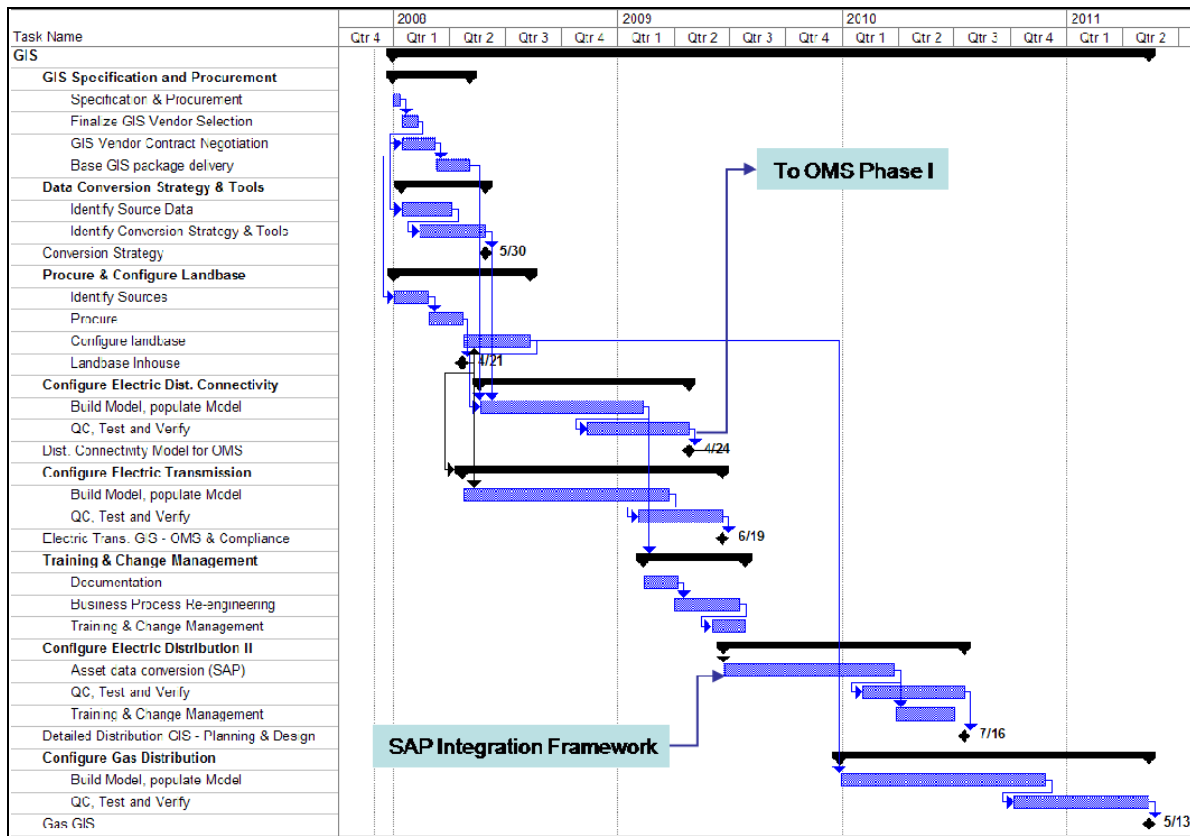 2008 2009 2010 2011
Task Name Qtr 4 Qtr 1 Qtr 2 Qtr 3 Qtr 4 Qtr 1 Qtr 2 Qtr 3 Qtr 4 Qtr 1 Qtr 2 Qtr 3 Qtr 4 Qtr 1 Qtr 2
GIS
GIS Specification and Procurement
Specification & Procurement
Finalize GIS Vendor Selection
GIS Vendor Contract Negotiation
Base GIS package delivery
To OMS Phase I
Data Conversion Strategy & Tools
Identify Source Data
Identify Conversion Strategy & Tools
Conversion Strategy 5/30
Procure & Configure Landbase
Identify Sources
Procure
Configure landbase
Landbase Inhouse 4/21
Configure Electric Dist. Connectivity
Build Model, populate Model
QC, Test and Verify
Dist. Connectivity Model for OMS 4/24
Configure Electric Transmission
Build Model, populate Model
QC, Test and Verify
Electric Trans. GIS - OMS & Compliance 6/19
Training & Change Management
Documentation
Business Process Re-engineering
Training & Change Management
Configure Electric Distribution II
Asset data conversion (SAP)
QC, Test and Verify
Training & Change Management
Detailed Distribution GIS - Planning & Design 7/16
SAP Integration Framework
Configure Gas Distribution
Build Model, populate Model
QC, Test and Verify
Gas GIS 5/13